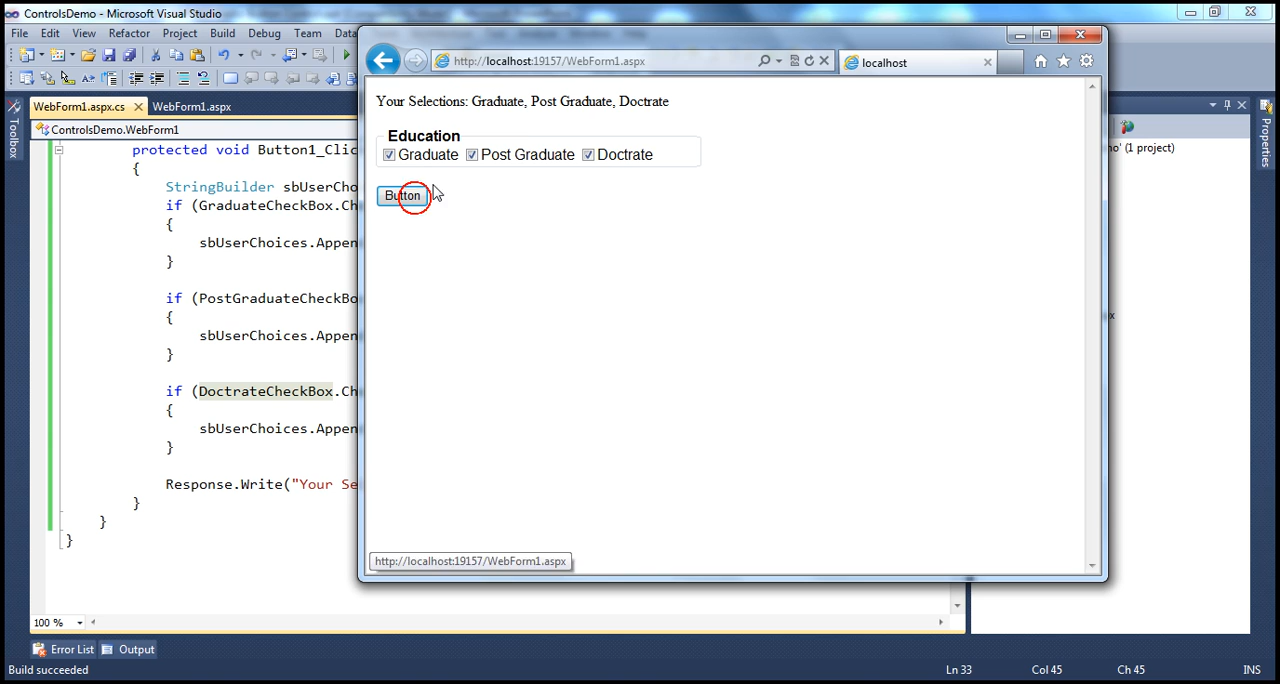 ControlsDemo - Microsoft Visual Studio
File Edit View Refactor Project Build Debug Team Data
WebForm1.aspx.cs WebForm1.aspx
ControlsDemo.WebForm1
protected void Button1_Clic
{
StringBuilder sbUserCho
if (GraduateCheckBox.Ch
{
sbUserChoices.Appen
}
if (PostGraduateCheckBo
{
sbUserChoices.Appen
}
if (DoctrateCheckBox.Ch
{
sbUserChoices.Appen
}
Response.Write("Your Se
}
}
}
100 %
Error List Output
Build succeeded
Ln 33 Col 45 Ch 45 INS
Toolbox
http://localhost:19157/WebForm1.aspx
localhost
Your Selections: Graduate, Post Graduate, Doctrate
Education
Graduate Post Graduate Doctrate
Button
http://localhost:19157/WebForm1.aspx
(1 project)
Properties